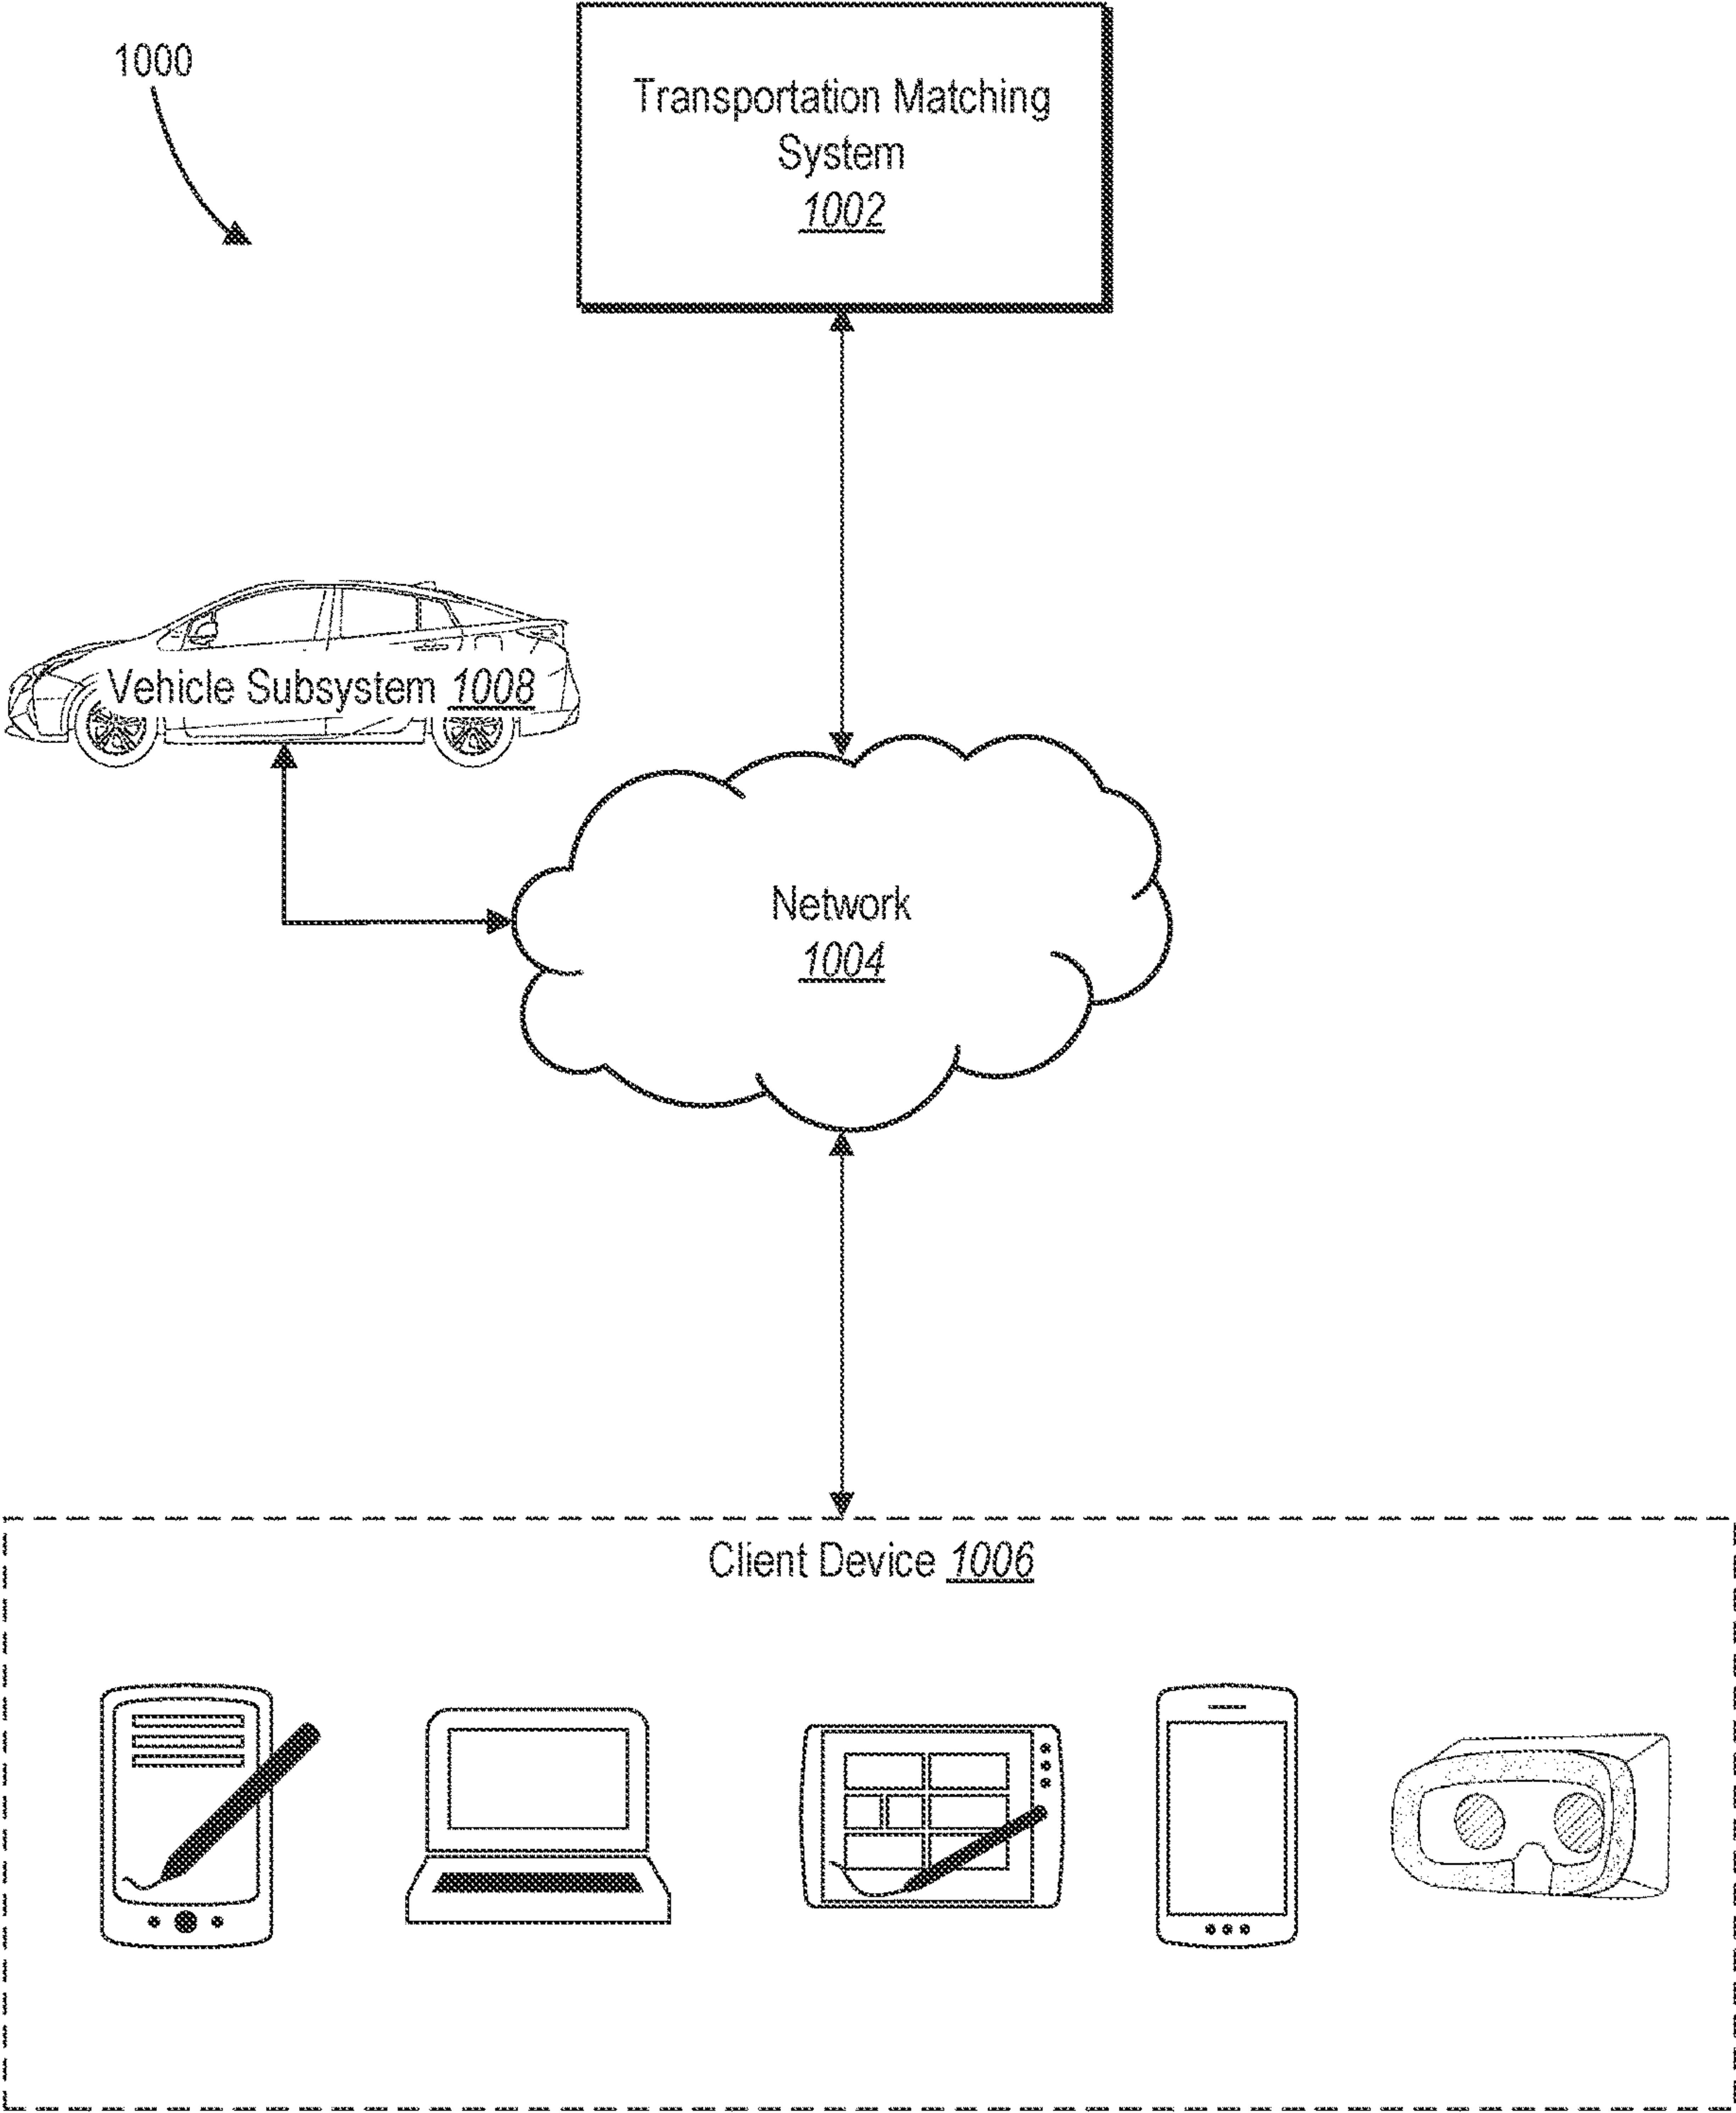 1000
Transportation Matching
System
1002
Vehicle Subsystem 1008
Network
1004
Client Device 1006